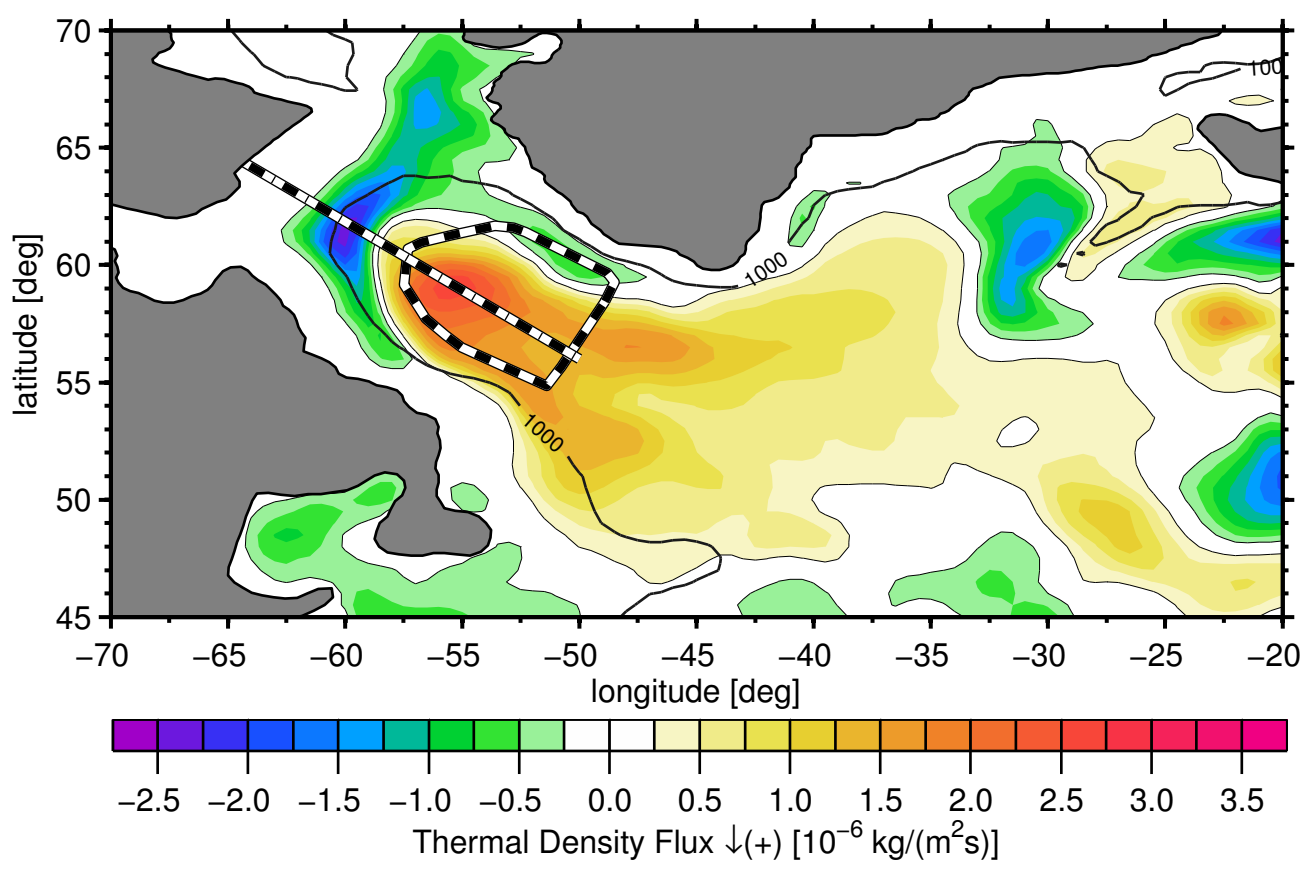 70
100
65
60
1000
55
1000
50
45
latitude [deg]
−70 −65 −60 −55 −50 −45 −40 −35 −30 −25 −20
longitude [deg]
−2.5 −2.0 −1.5 −1.0 −0.5 0.0 0.5 1.0 1.5 2.0 2.5 3.0 3.5
Thermal Density Flux ↓(+) [10⁻⁶ kg/(m²s)]